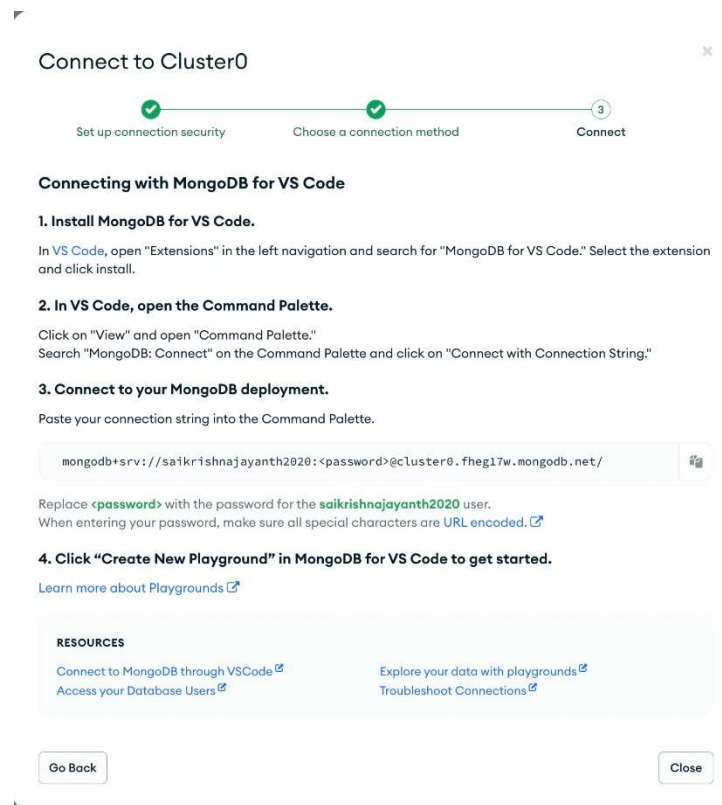 Connect to Cluster0
Set up connection security
Choose a connection method
3
Connect
Connecting with MongoDB for VS Code
1. Install MongoDB for VS Code.
In VS Code, open "Extensions" in the left navigation and search for "MongoDB for VS Code." Select the extension
and click install.
2. In VS Code, open the Command Palette.
Click on "View" and open "Command Palette."
Search "MongoDB: Connect" on the Command Palette and click on "Connect with Connection String."
3. Connect to your MongoDB deployment.
Paste your connection string into the Command Palette.
mongodb+srv://saikrishnajayanth2020:<password>@cluster0.fhegl7w.mongodb.net/
Replace <password> with the password for the saikrishnajayanth2020 user.
When entering your password, make sure all special characters are URL encoded.
4. Click “Create New Playground” in MongoDB for VS Code to get started.
Learn more about Playgrounds
RESOURCES
Connect to MongoDB through VSCode
Explore your data with playgrounds
Access your Database Users
Troubleshoot Connections
Go Back
Close